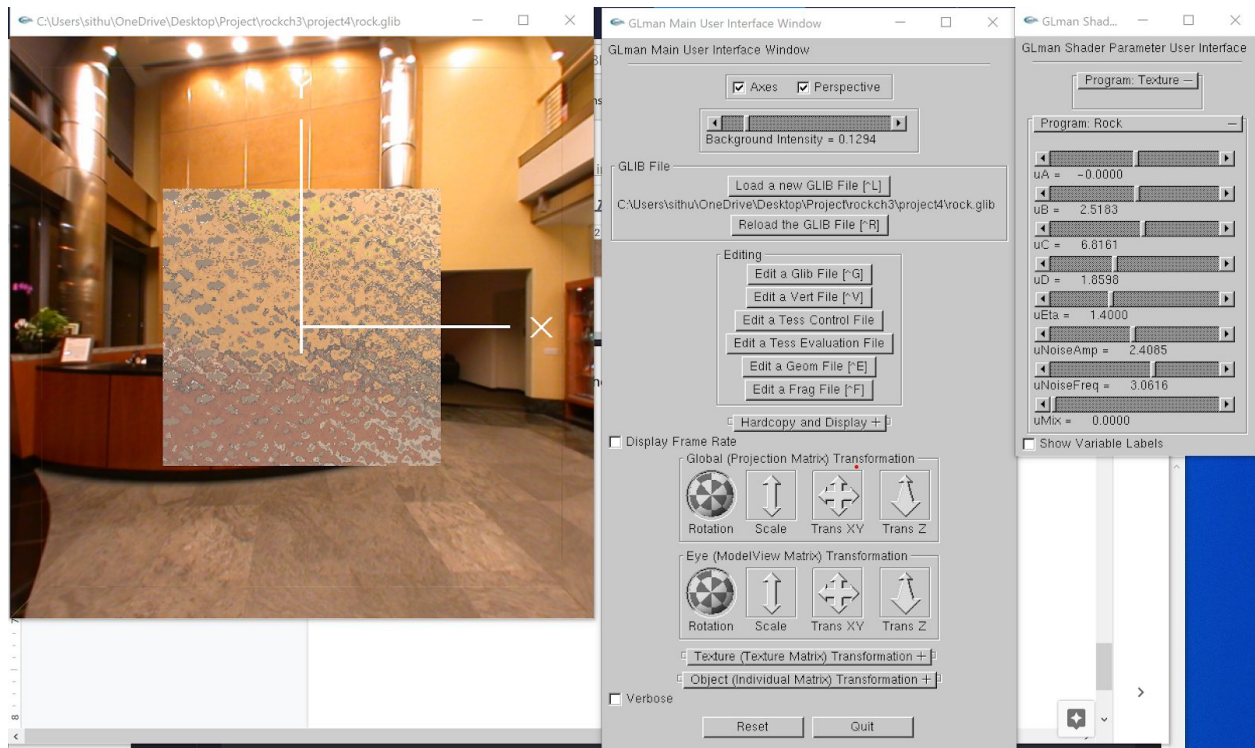 C:\Users\sithu\OneDrive\Desktop\Project\rockch3\project4\rock.glib
X
GLman Main User Interface Window
GLman Main User Interface Window
Axes
Perspective
Background Intensity = 0.1294
GLIB File
Load a new GLIB File [^L]
C:\Users\sithu\OneDrive\Desktop\Project\rockch3\project4\rock.glib
Reload the GLIB File [^R]
Editing
Edit a Glib File [^G]
Edit a Vert File [^V]
Edit a Tess Control File
Edit a Tess Evaluation File
Edit a Geom File [^E]
Edit a Frag File [^F]
Hardcopy and Display +
Display Frame Rate
Global (Projection Matrix) Transformation
Rotation Scale Trans XY Trans Z
Eye (ModelView Matrix) Transformation
Rotation Scale Trans XY Trans Z
Texture (Texture Matrix) Transformation +
Object (Individual Matrix) Transformation +
Verbose
Reset
Quit
GLman Shad...
GLman Shader Parameter User Interface
Program: Texture −
Program: Rock −
uA = -0.0000
uB = 2.5183
uC = 6.8161
uD = 1.8598
uEta = 1.4000
uNoiseAmp = 2.4085
uNoiseFreq = 3.0616
uMix = 0.0000
Show Variable Labels